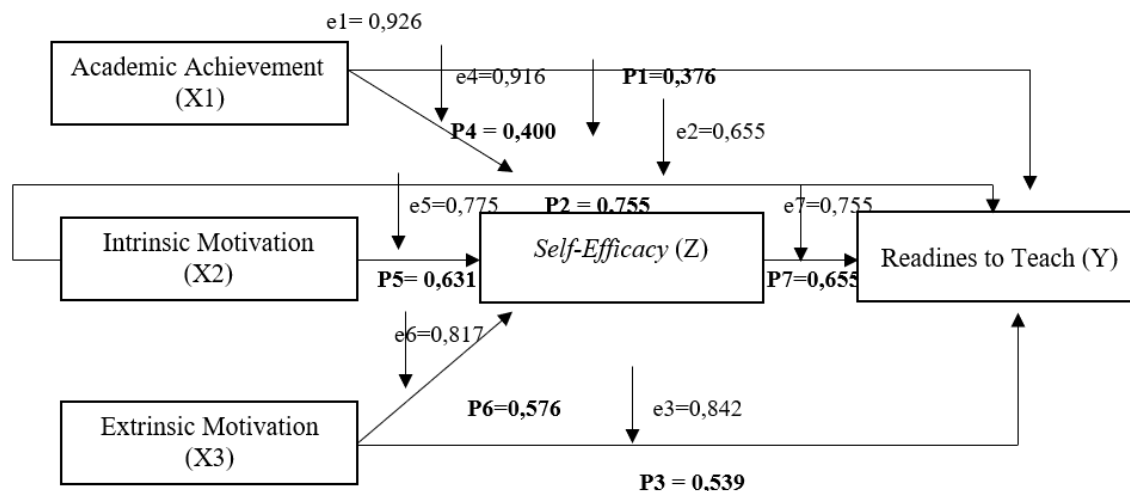 e1= 0,926
Academic Achievement
(X1)
e4=0,916
P1=0,376
P4 = 0,400
e2=0,655
e5=0,775
P2 = 0,755
e7=0,755
Intrinsic Motivation
(X2)
Self-Efficacy (Z)
Readines to Teach (Y)
P5= 0,631
P7=0,655
e6=0,817
P6=0,576
e3=0,842
Extrinsic Motivation
(X3)
P3 = 0,539